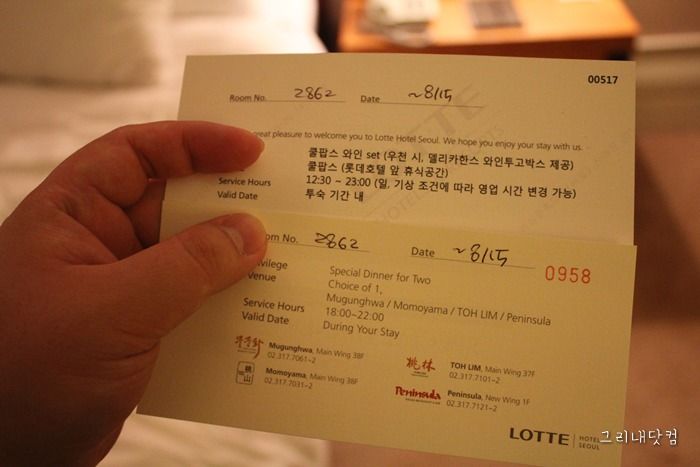 00517
Room No. 2862 Date ~8/15
great pleasure to welcome you to Lotte Hotel Seoul. We hope you enjoy your stay with us.
쿨팝스 와인 set (우천 시, 델리카한스 와인투고박스 제공)
쿨팝스 (롯데호텔 앞 휴식공간)
Service Hours 12:30 ~ 23:00 (일, 기상 조건에 따라 영업 시간 변경 가능)
Valid Date 투숙 기간 내
Room No. 2862 Date ~8/15
0958
Privilege Special Dinner for Two
Choice of 1,
Venue Mugunghwa / Momoyama / TOH LIM / Peninsula
Service Hours 18:00~22:00
Valid Date During Your Stay
무궁화 Mugunghwa, Main Wing 38F
02.317.7061~2
桃林 TOH LIM, Main Wing 37F
02.317.7101~2
桃山 Momoyama, Main Wing 38F
02.317.7031~2
Peninsula Peninsula, New Wing 1F
02.317.7121~2
LOTTE HOTEL SEOUL
그리내닷컴